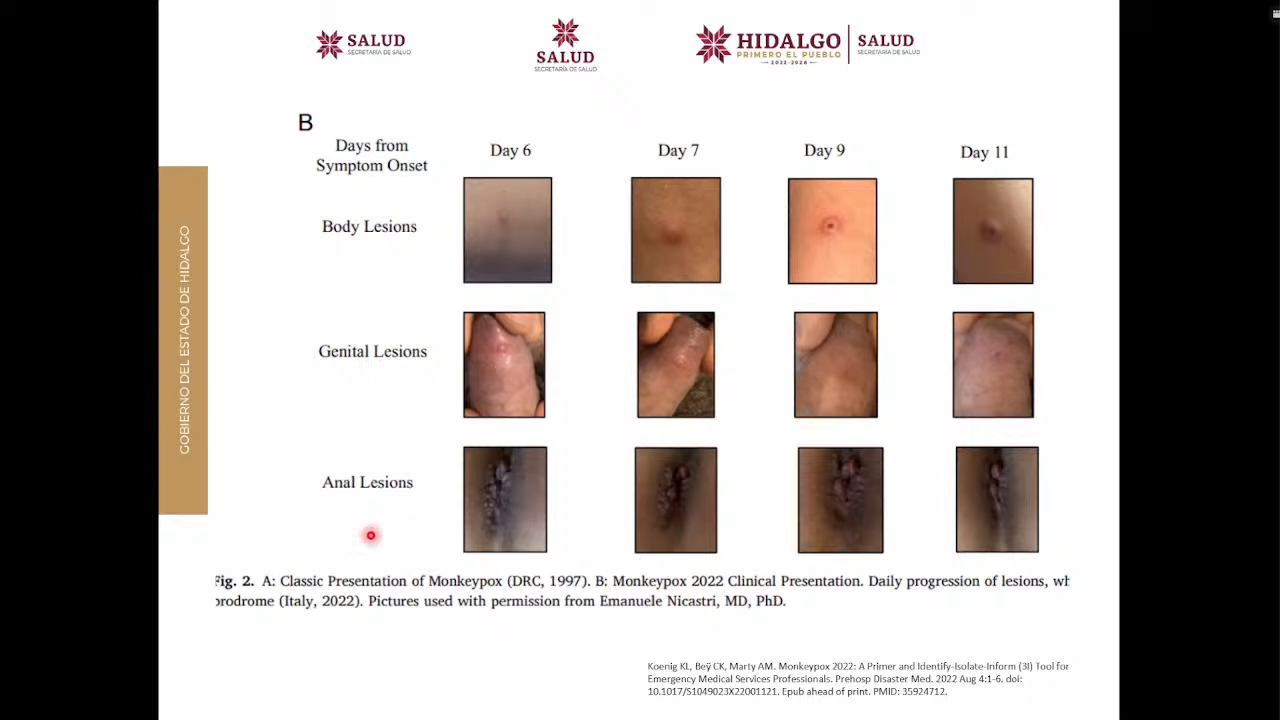 SALUD
SECRETARÍA DE SALUD
SALUD
SECRETARÍA DE SALUD
HIDALGO
PRIMERO EL PUEBLO
2022-2028
SALUD
SECRETARÍA DE SALUD
GOBIERNO DEL ESTADO DE HIDALGO
B
Days from
Symptom Onset
Day 6
Day 7
Day 9
Day 11
Body Lesions
Genital Lesions
Anal Lesions
Fig. 2. A: Classic Presentation of Monkeypox (DRC, 1997). B: Monkeypox 2022 Clinical Presentation. Daily progression of lesions, wh
prodrome (Italy, 2022). Pictures used with permission from Emanuele Nicastri, MD, PhD.
Koenig KL, Beÿ CK, Marty AM. Monkeypox 2022: A Primer and Identify-Isolate-Inform (3I) Tool for
Emergency Medical Services Professionals. Prehosp Disaster Med. 2022 Aug 4:1-6. doi:
10.1017/S1049023X22001121. Epub ahead of print. PMID: 35924712.